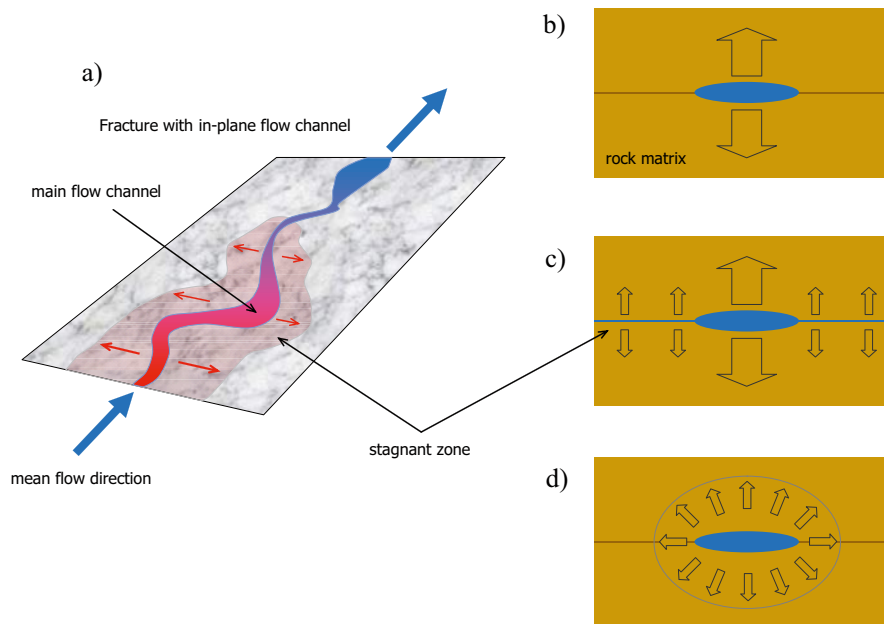 a)
Fracture with in-plane flow channel
main flow channel
mean flow direction
stagnant zone
b)
rock matrix
c)
d)